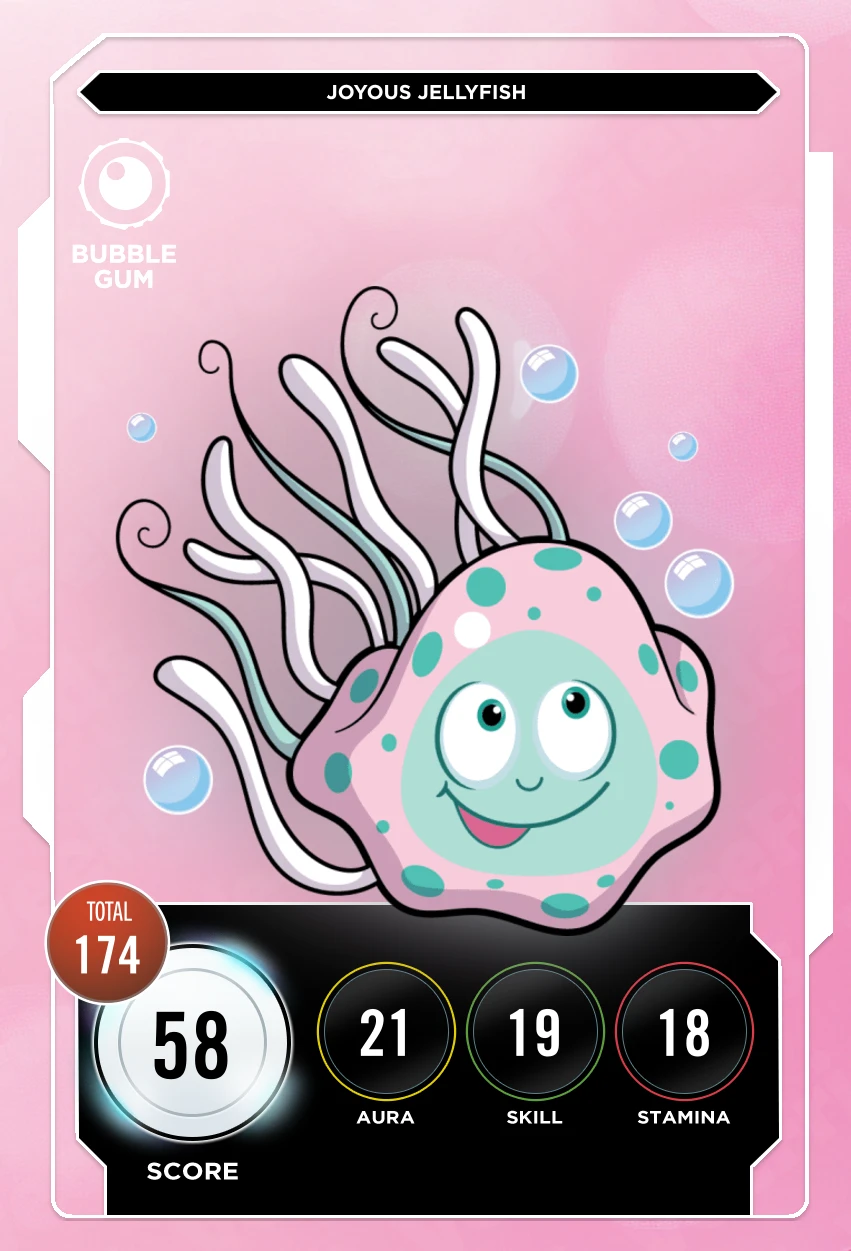 JOYOUS JELLYFISH
BUBBLE
GUM
TOTAL
174
58
21
19
18
AURA
SKILL
STAMINA
SCORE